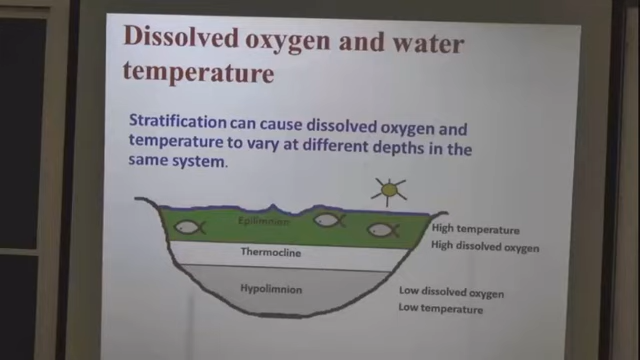 Dissolved oxygen and water
temperature
Stratification can cause dissolved oxygen and
temperature to vary at different depths in the
same system.
Epilimnion
High temperature
High dissolved oxygen
Thermocline
Hypolimnion
Low dissolved oxygen
Low temperature